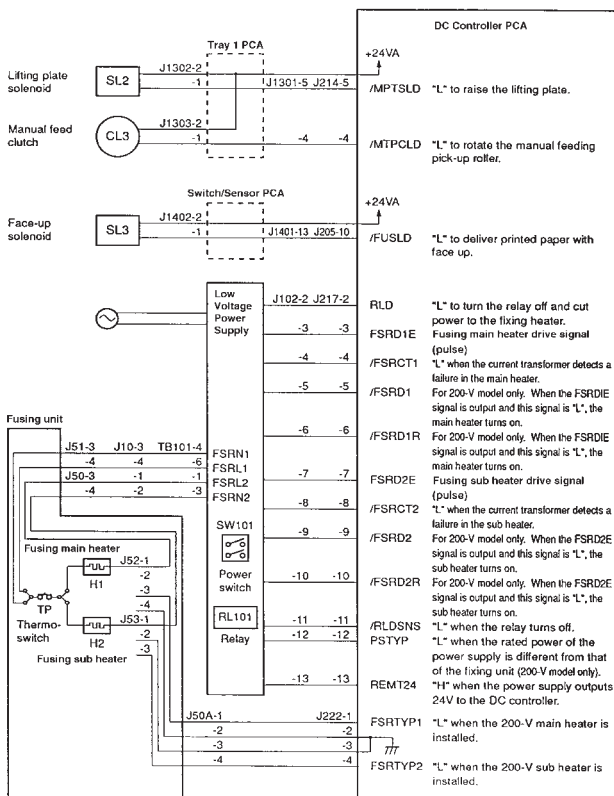 DC Controller PCA
Tray 1 PCA
+24VA
J1302-2
Lifting plate
solenoid
SL2
-1
J1301-5 J214-5
/MPTSLD "L" to raise the lifting plate.
J1303-2
Manual feed
clutch
CL3
-1
-4 -4
/MTPCLD "L" to rotate the manual feeding
pick-up roller.
Switch/Sensor PCA
+24VA
J1402-2
Face-up
solenoid
SL3
-1
J1401-13 J205-10
/FUSLD "L" to deliver printed paper with
face up.
Low
Voltage
Power
Supply
J102-2 J217-2
RLD "L" to turn the relay off and cut
power to the fixing heater.
-3 -3
FSRD1E Fusing main heater drive signal
(pulse)
-4 -4
/FSRCT1 "L" when the current transformer detects a
failure in the main heater.
-5 -5
/FSRD1 For 200-V model only. When the FSRDIE
signal is output and this signal is "L", the
main heater turns on.
-6 -6
/FSRD1R For 200-V model only. When the FSRDIE
signal is output and this signal is "L", the
main heater turns on.
-7 -7
FSRD2E Fusing sub heater drive signal
(pulse)
-8 -8
/FSRCT2 "L" when the current transformer detects a
failure in the sub heater.
-9 -9
/FSRD2 For 200-V model only. When the FSRD2E
signal is output and this signal is "L", the
sub heater turns on.
-10 -10
/FSRD2R For 200-V model only. When the FSRD2E
signal is output and this signal is "L", the
sub heater turns on.
-11 -11
/RLDSNS "L" when the relay turns off.
-12 -12
PSTYP "L" when the rated power of the
power supply is different from that
of the fixing unit (200-V model only).
-13 -13
REMT24 "H" when the power supply outputs
24V to the DC controller.
Fusing unit
J51-3 J10-3 TB101-4
FSRN1
-4 -4 -6
FSRL1
J50-3 -1 -1
FSRL2
-4 -2 -3
FSRN2
SW101
Power
switch
RL101
Relay
Fusing main heater
H1
J52-1
-2
-3
-4
TP
Thermo-
switch
J53-1
H2
-2
-3
Fusing sub heater
J50A-1 J222-1
FSRTYP1 "L" when the 200-V main heater is
installed.
-2 -2
-3 -3
-4 -4
FSRTYP2 "L" when the 200-V sub heater is
installed.